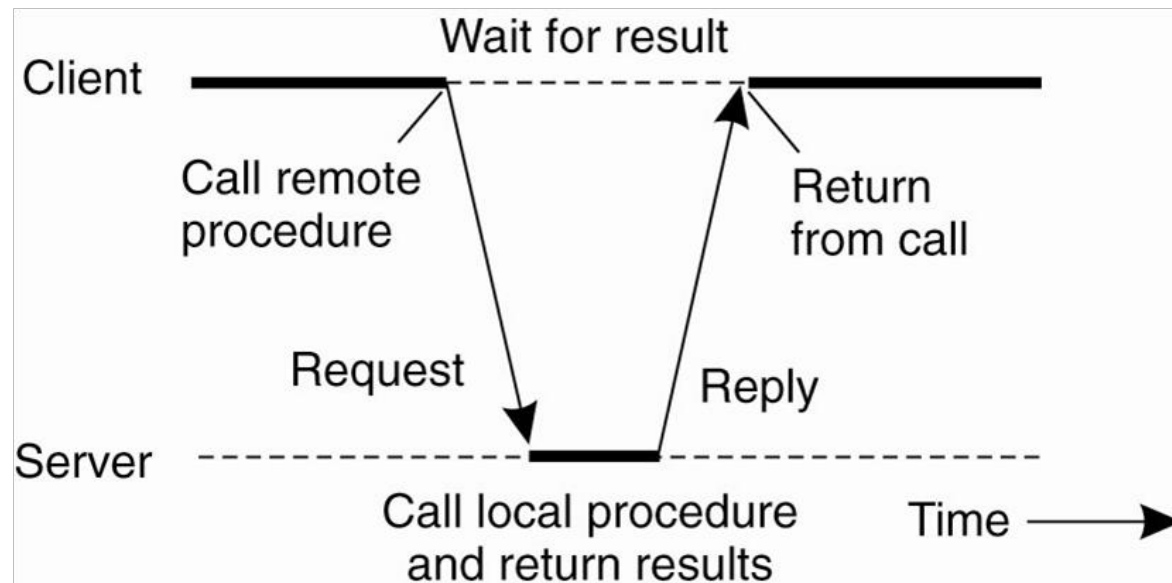 Wait for result
Client
Call remote
procedure
Return
from call
Request
Reply
Server
Call local procedure
and return results
Time